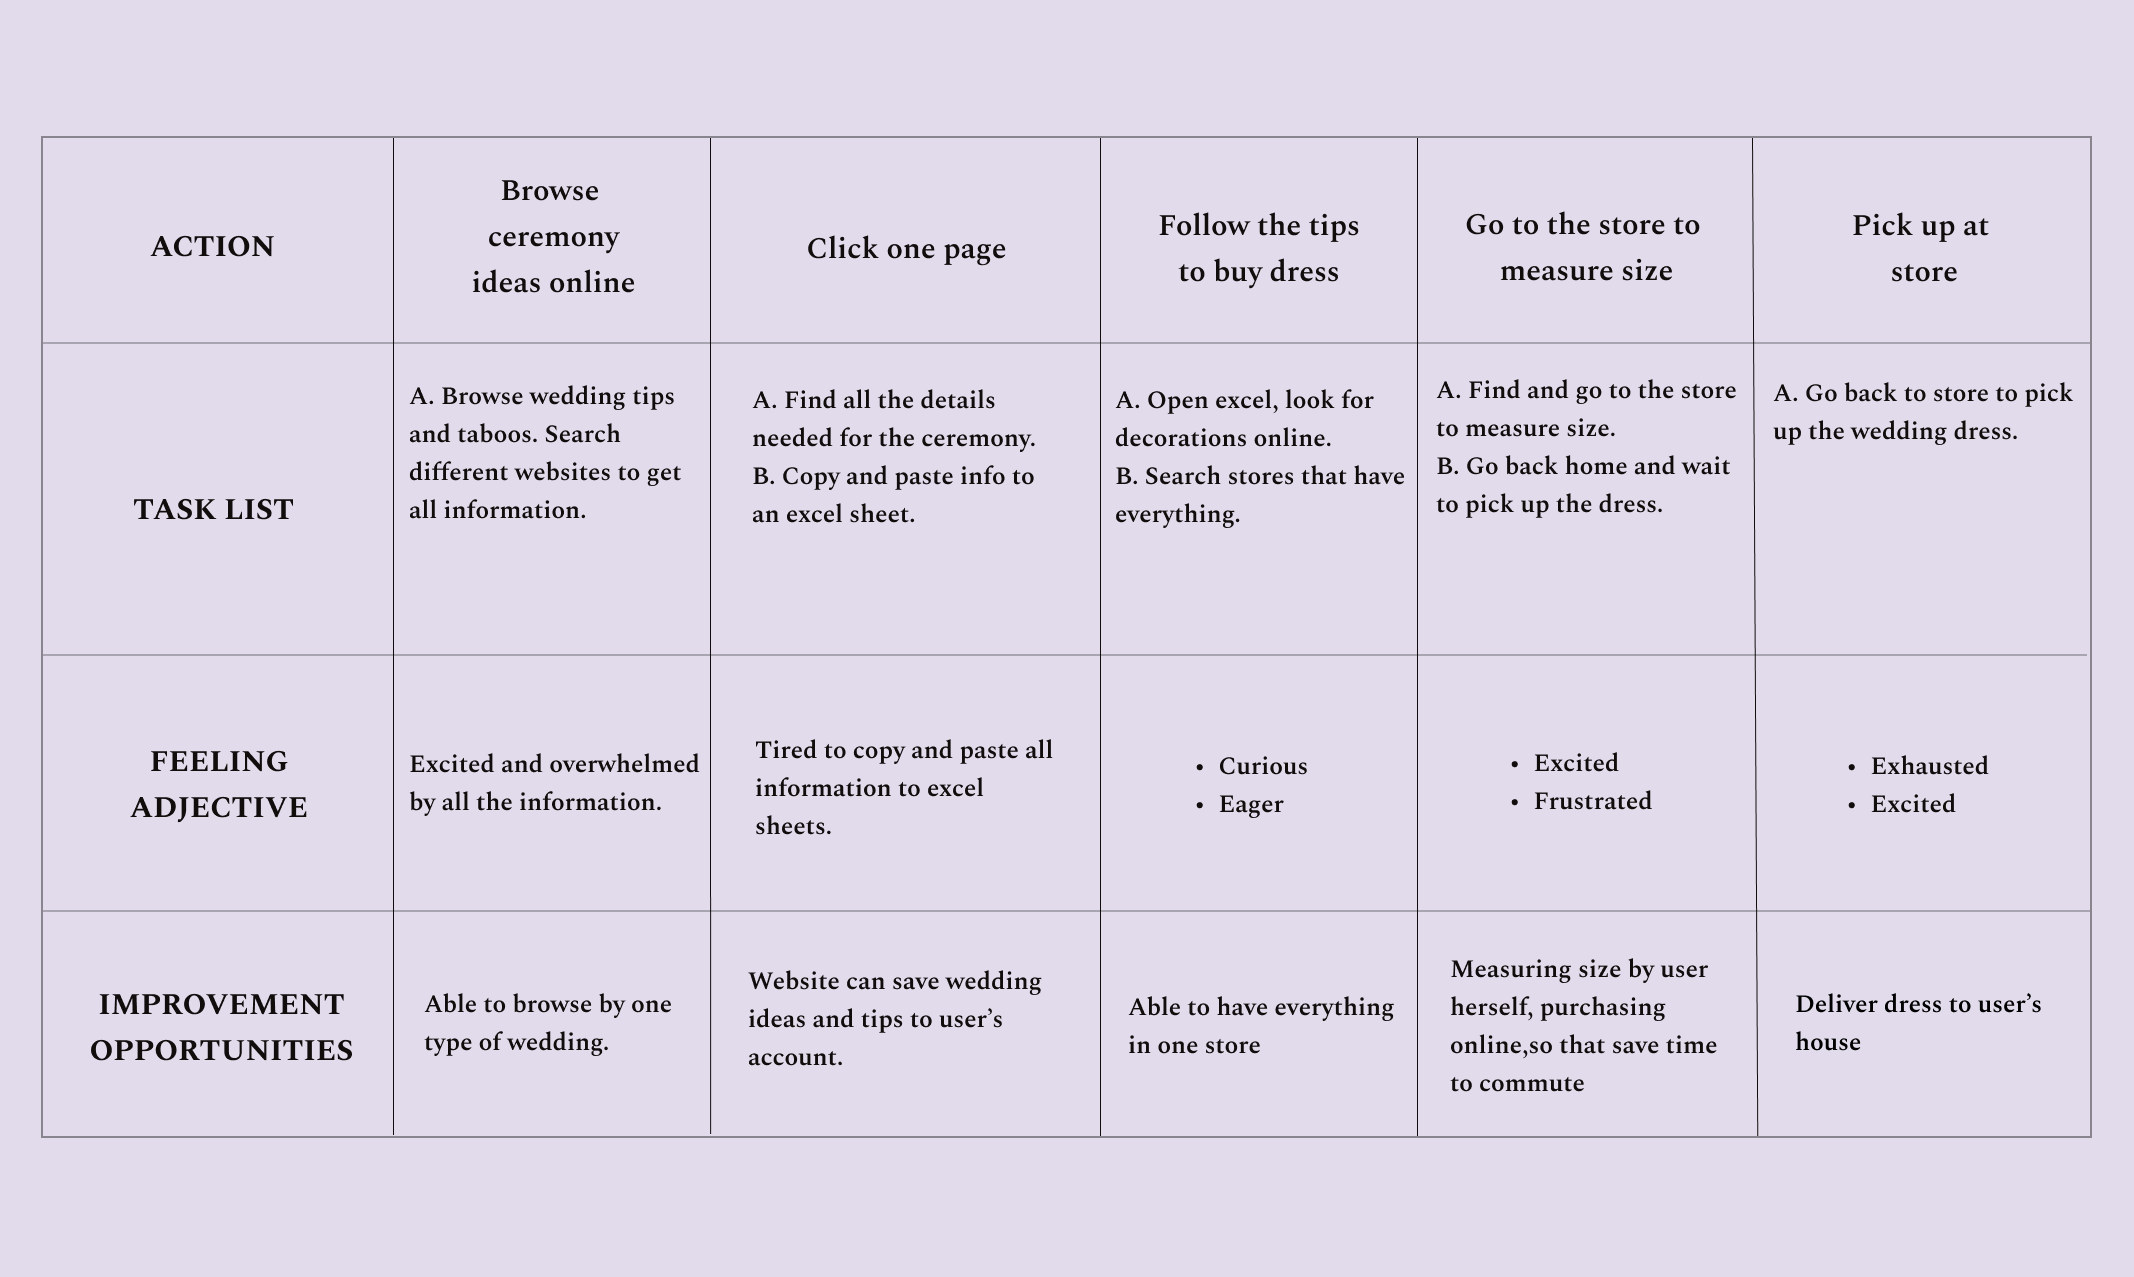 ACTION
Browse
ceremony
ideas online
Click one page
Follow the tips
to buy dress
Go to the store to
measure size
Pick up at
store
TASK LIST
A. Browse wedding tips
and taboos. Search
different websites to get
all information.
A. Find all the details
needed for the ceremony.
B. Copy and paste info to
an excel sheet.
A. Open excel, look for
decorations online.
B. Search stores that have
everything.
A. Find and go to the store
to measure size.
B. Go back home and wait
to pick up the dress.
A. Go back to store to pick
up the wedding dress.
FEELING
ADJECTIVE
Excited and overwhelmed
by all the information.
Tired to copy and paste all
information to excel
sheets.
• Curious
• Eager
• Excited
• Frustrated
• Exhausted
• Excited
IMPROVEMENT
OPPORTUNITIES
Able to browse by one
type of wedding.
Website can save wedding
ideas and tips to user’s
account.
Able to have everything
in one store
Measuring size by user
herself, purchasing
online,so that save time
to commute
Deliver dress to user’s
house